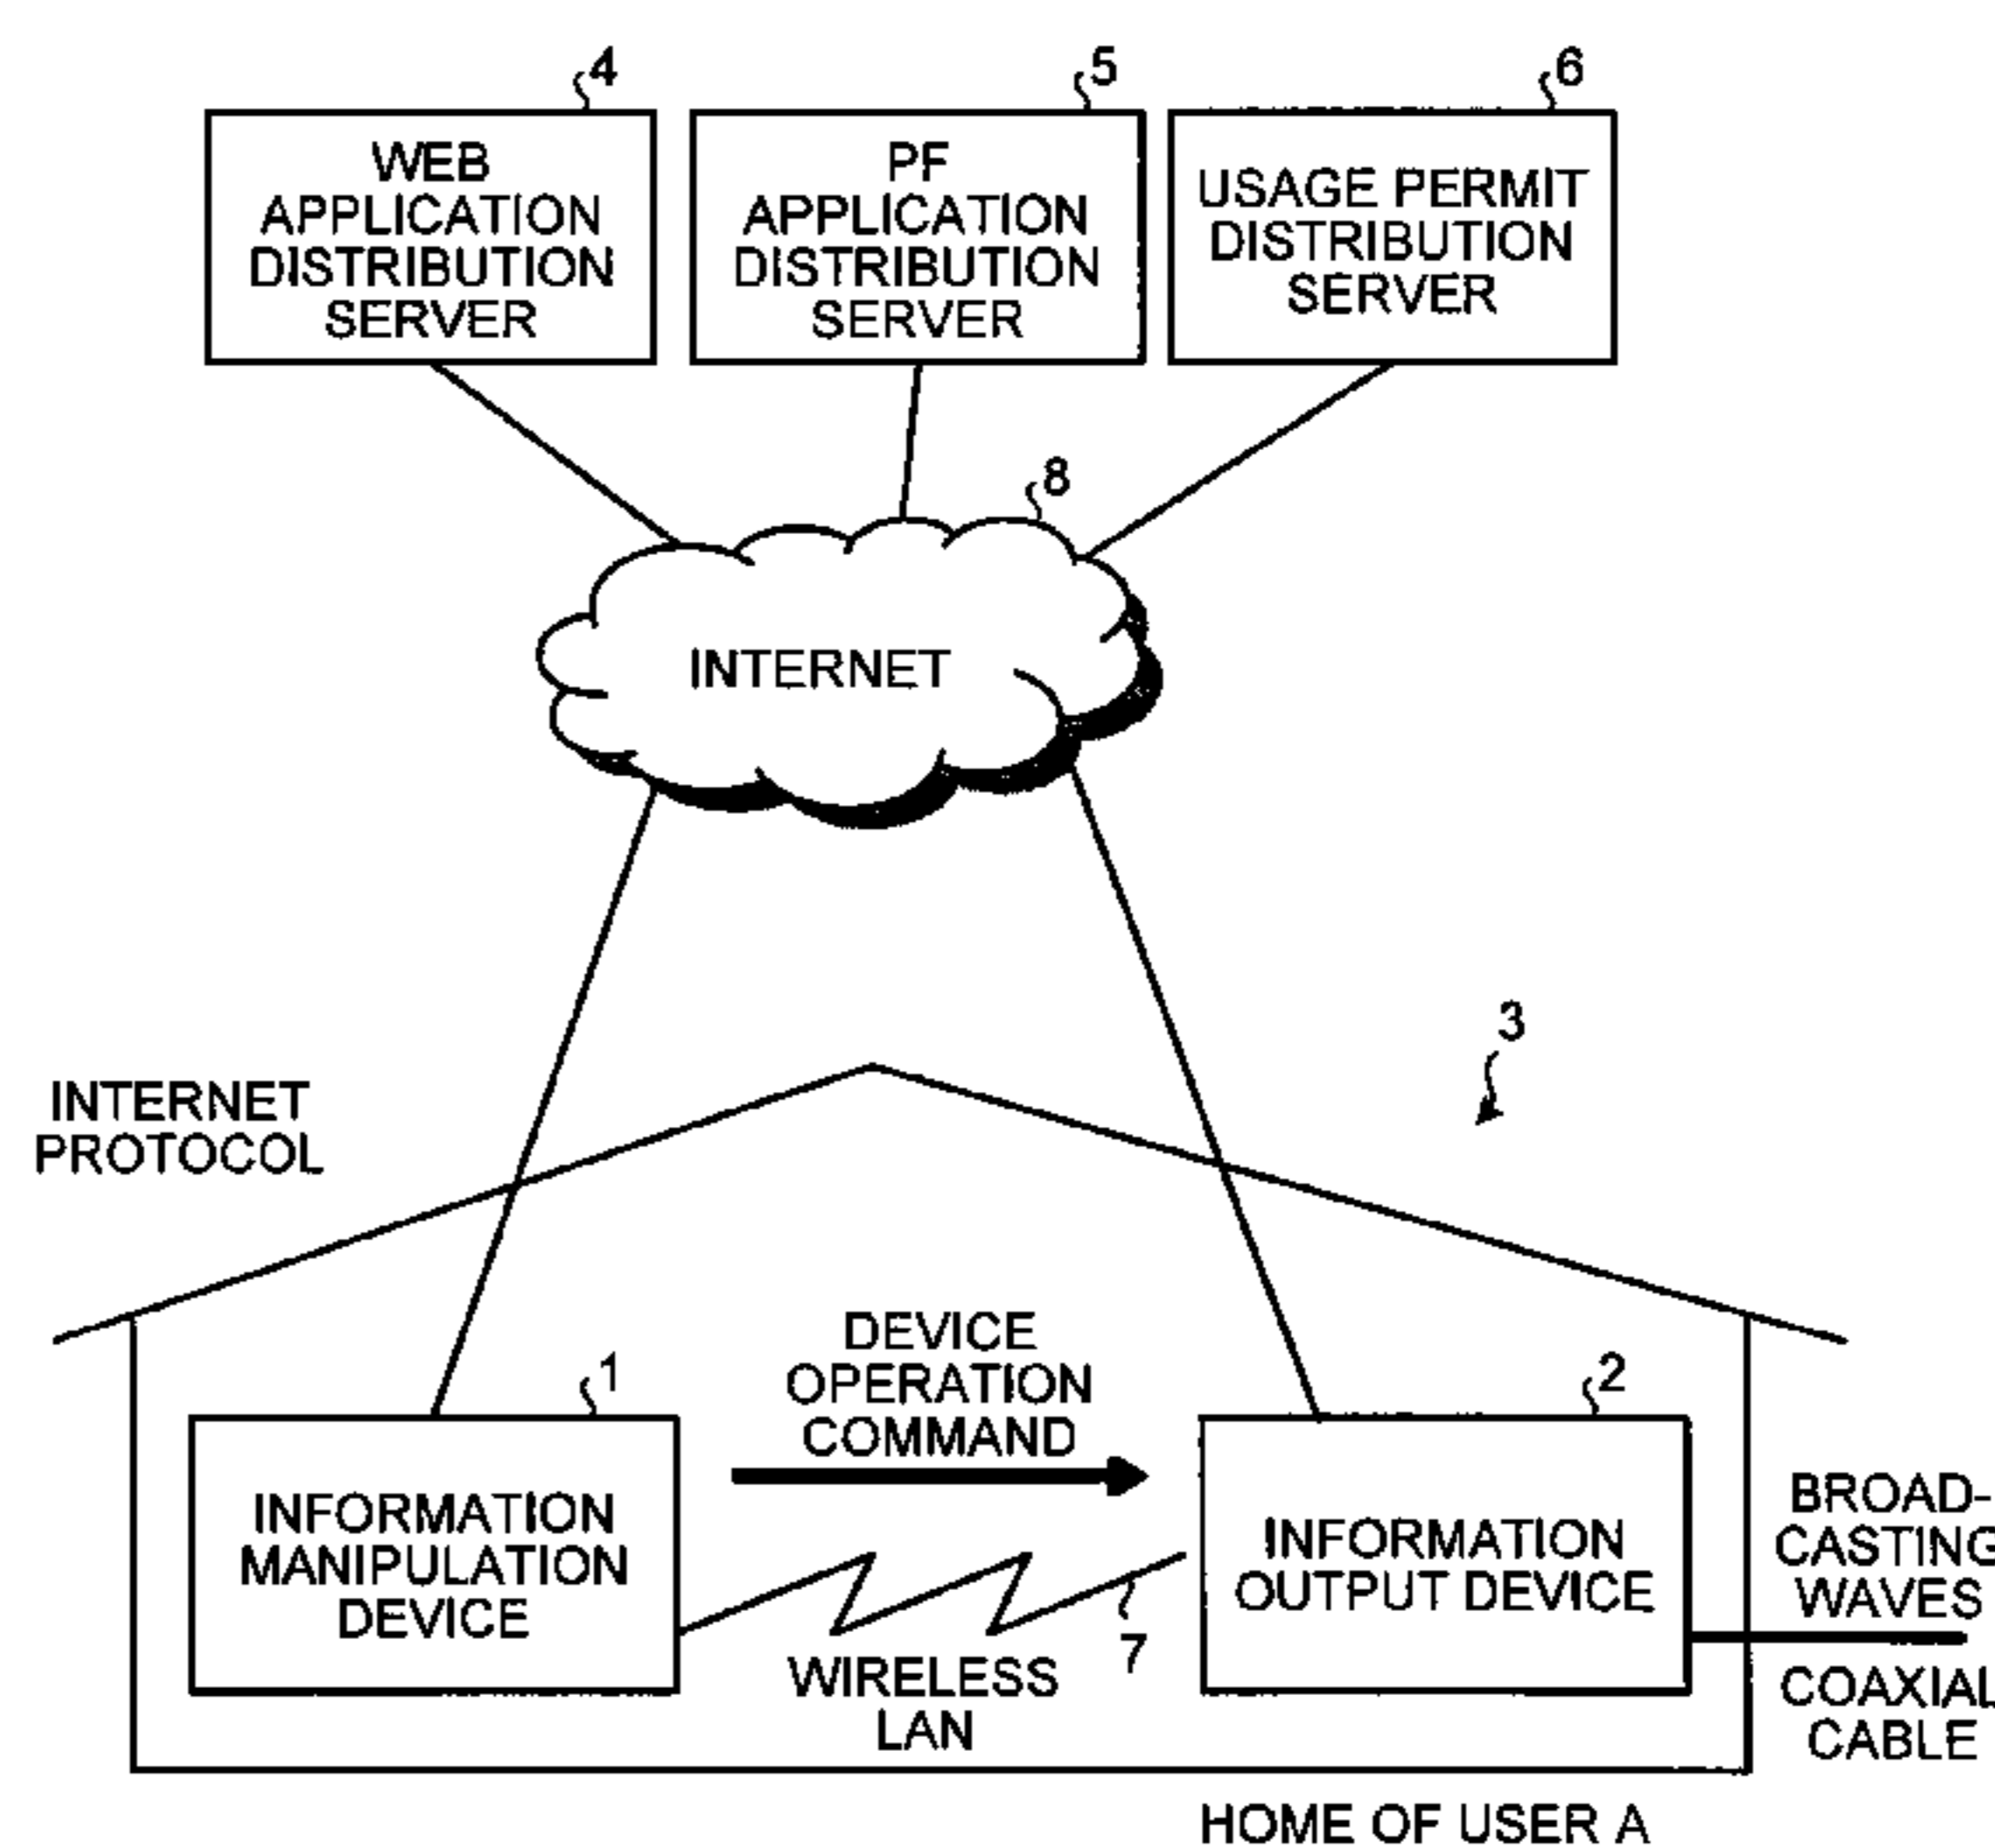 4
5
6
WEB
APPLICATION
DISTRIBUTION
SERVER
PF
APPLICATION
DISTRIBUTION
SERVER
USAGE PERMIT
DISTRIBUTION
SERVER
8
INTERNET
3
INTERNET
PROTOCOL
DEVICE
OPERATION
COMMAND
1
2
INFORMATION
MANIPULATION
DEVICE
INFORMATION
OUTPUT DEVICE
BROAD-
CASTING
WAVES
7
WIRELESS
LAN
COAXIAL
CABLE
HOME OF USER A